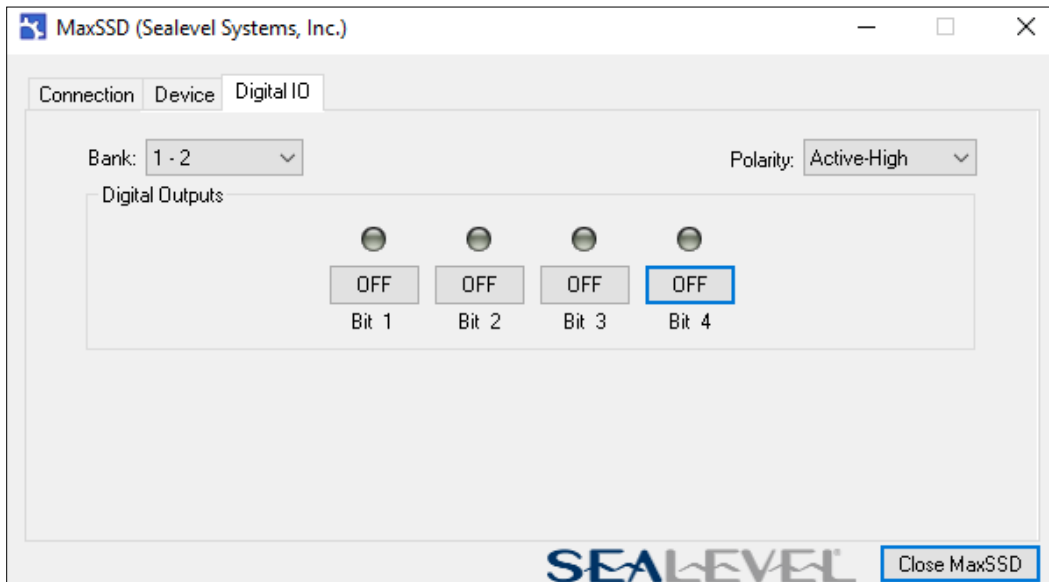 MaxSSD (Sealevel Systems, Inc.)
Connection Device Digital IO
Bank: 1 - 2 Polarity: Active-High
Digital Outputs
OFF OFF OFF OFF
Bit 1 Bit 2 Bit 3 Bit 4
SEALEVEL® Close MaxSSD